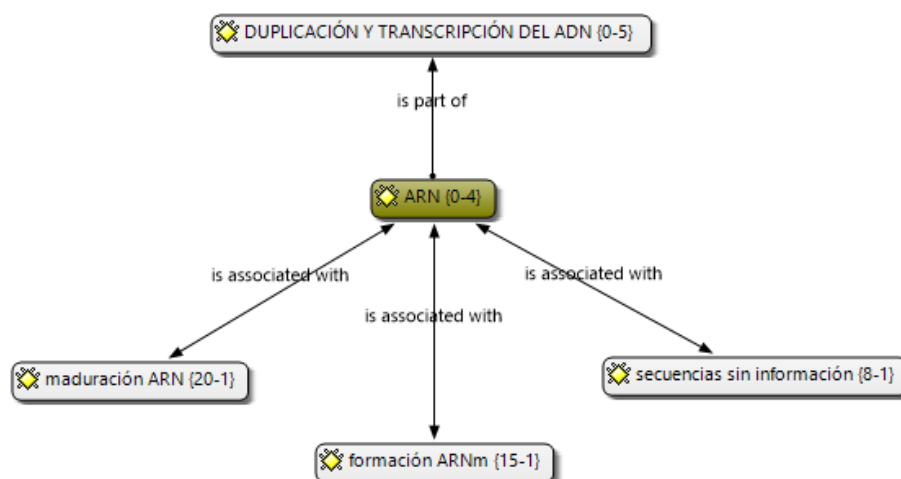 DUPLICACIÓN Y TRANSCRIPCIÓN DEL ADN {0-5}
is part of
ARN {0-4}
is associated with
is associated with
is associated with
maduración ARN {20-1}
secuencias sin información {8-1}
formación ARNm {15-1}